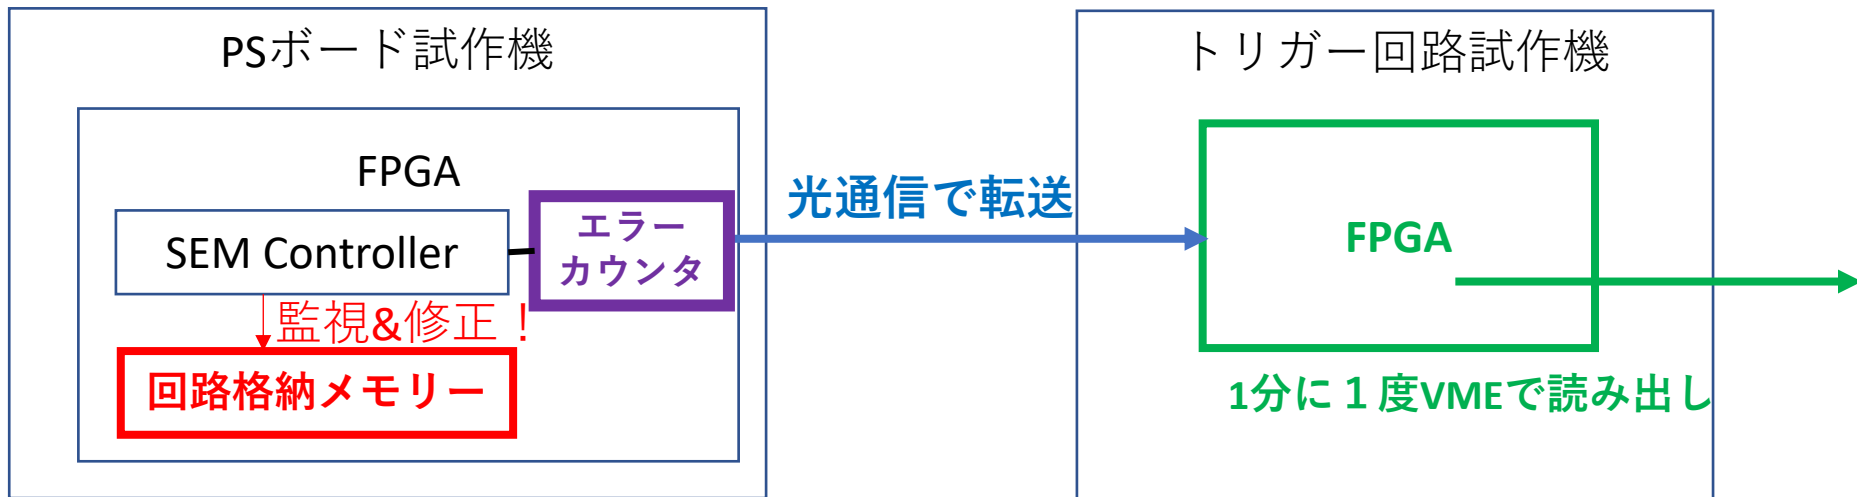 PSボード試作機
トリガー回路試作機
FPGA
SEM Controller
エラー
カウンタ
監視&修正！
回路格納メモリー
光通信で転送
FPGA
1分に１度VMEで読み出し